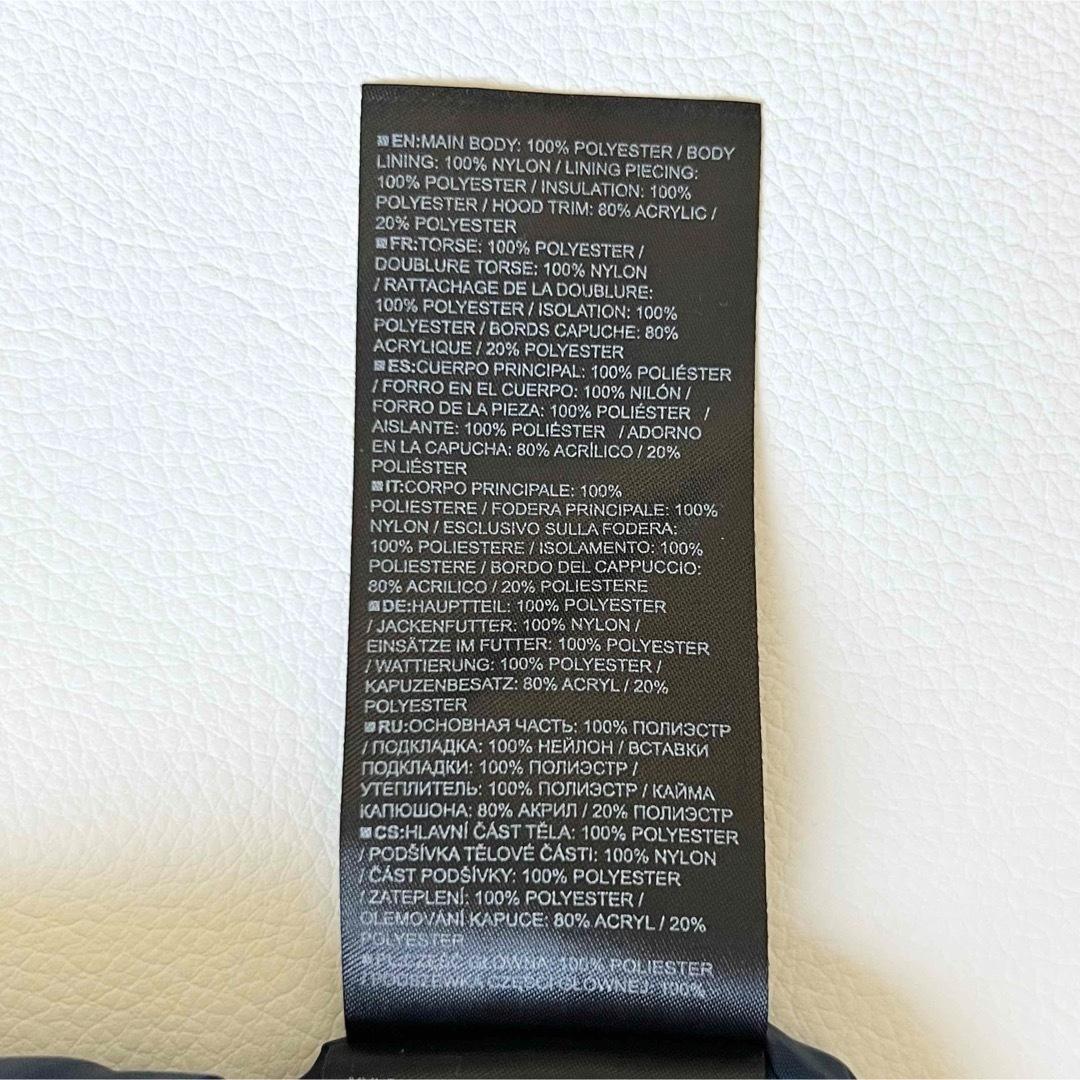 EN:MAIN BODY: 100% POLYESTER / BODY
LINING: 100% NYLON / LINING PIECING:
100% POLYESTER / INSULATION: 100%
POLYESTER / HOOD TRIM: 80% ACRYLIC /
20% POLYESTER
FR:TORSE: 100% POLYESTER /
DOUBLURE TORSE: 100% NYLON
/ RATTACHAGE DE LA DOUBLURE:
100% POLYESTER / ISOLATION: 100%
POLYESTER / BORDS CAPUCHE: 80%
ACRYLIQUE / 20% POLYESTER
ES:CUERPO PRINCIPAL: 100% POLIÉSTER
/ FORRO EN EL CUERPO: 100% NILÓN /
FORRO DE LA PIEZA: 100% POLIÉSTER /
AISLANTE: 100% POLIÉSTER / ADORNO
EN LA CAPUCHA: 80% ACRÍLICO / 20%
POLIÉSTER
IT:CORPO PRINCIPALE: 100%
POLIESTERE / FODERA PRINCIPALE: 100%
NYLON / ESCLUSIVO SULLA FODERA:
100% POLIESTERE / ISOLAMENTO: 100%
POLIESTERE / BORDO DEL CAPPUCCIO:
80% ACRILICO / 20% POLIESTERE
DE:HAUPTTEIL: 100% POLYESTER
/ JACKENFUTTER: 100% NYLON /
EINSÄTZE IM FUTTER: 100% POLYESTER
/ WATTIERUNG: 100% POLYESTER /
KAPUZENBESATZ: 80% ACRYL / 20%
POLYESTER
RU:ОСНОВНАЯ ЧАСТЬ: 100% ПОЛИЭСТР
/ ПОДКЛАДКА: 100% НЕЙЛОН / ВСТАВКИ
ПОДКЛАДКИ: 100% ПОЛИЭСТР /
УТЕПЛИТЕЛЬ: 100% ПОЛИЭСТР / КАЙМА
КАПЮШОНА: 80% АКРИЛ / 20% ПОЛИЭСТР
CS:HLAVNÍ ČÁST TĚLA: 100% POLYESTER
/ PODŠÍVKA TĚLOVÉ ČÁSTI: 100% NYLON
/ ČÁST PODŠÍVKY: 100% POLYESTER
/ ZATEPLENÍ: 100% POLYESTER /
OLEMOVÁNÍ KAPUCE: 80% ACRYL / 20%
POLYESTER
GŁÓWNA: 100% POLIESTER
/ PODSZEWKA CZĘŚCI GŁÓWNEJ: 100%